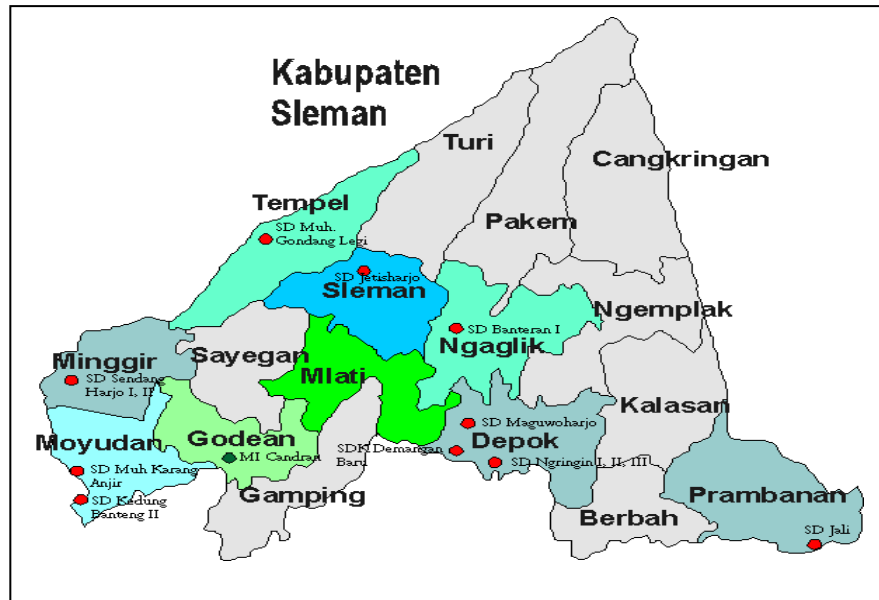 Kabupaten
Sleman
Turi
Cangkringan
Tempel
SD Muh.
Gondang Legi
Pakem
SD Jetisharjo
Sleman
Ngemplak
SD Banteran I
Ngaglik
Minggir
Sayegan
SD Sendang
Harjo I, II
Mlati
Kalasan
Moyudan
Godean
SD Maguwoharjo
Depok
SDK Demangan
Baru
MI Candran
SD Ngringin I, II, III
SD Muh Karang
Anjir
Gamping
Prambanan
SD Kedung
Banteng II
Berbah
SD Jali